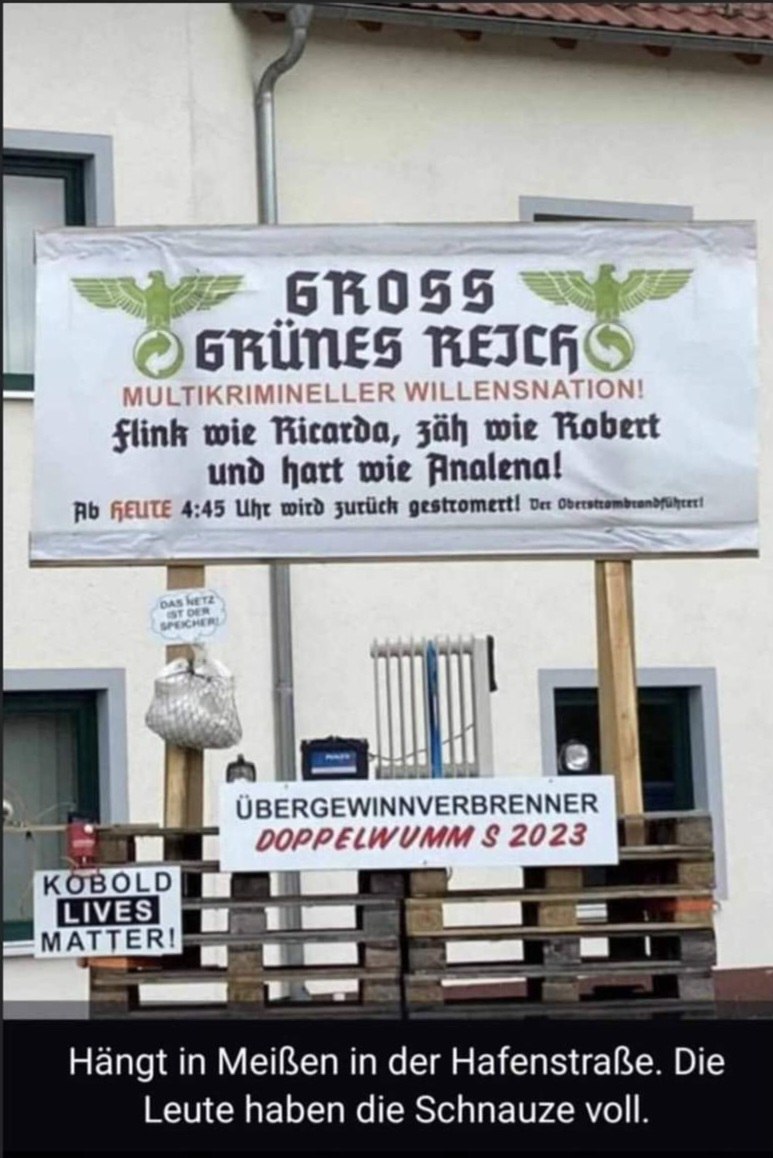 GROSS
GRÜNES REICH
MULTIKRIMINELLER WILLENSNATION!
flink wie Ricarda, zäh wie Robert
und hart wie Analena!
Ab HEUTE 4:45 Uhr wird zurück gestromert! Der Oberstrombrandführer!
DAS NETZ
IST DER
SPEICHER!
ÜBERGEWINNVERBRENNER
DOPPELWUMM S 2023
KOBOLD
LIVES
MATTER!
Hängt in Meißen in der Hafenstraße. Die
Leute haben die Schnauze voll.